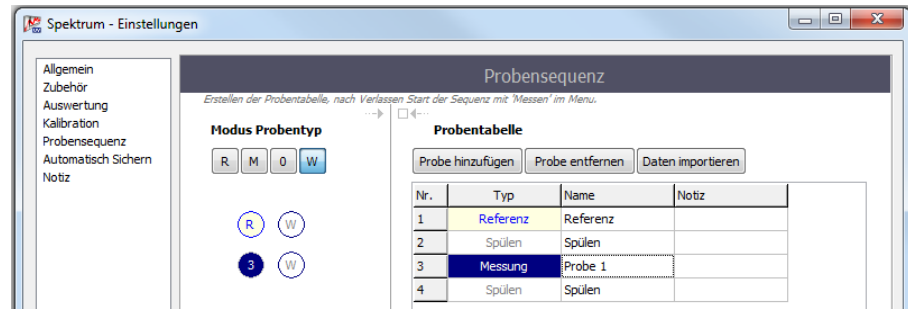 Spektrum - Einstellungen
Allgemein
Zubehör
Auswertung
Kalibration
Probensequenz
Automatisch Sichern
Notiz
Probensequenz
Erstellen der Probentabelle, nach Verlassen Start der Sequenz mit 'Messen' im Menu.
Modus Probentyp
R M 0 W
R W
3 W
Probentabelle
Probe hinzufügen Probe entfernen Daten importieren
Nr. Typ Name Notiz
1 Referenz Referenz
2 Spülen Spülen
3 Messung Probe 1
4 Spülen Spülen